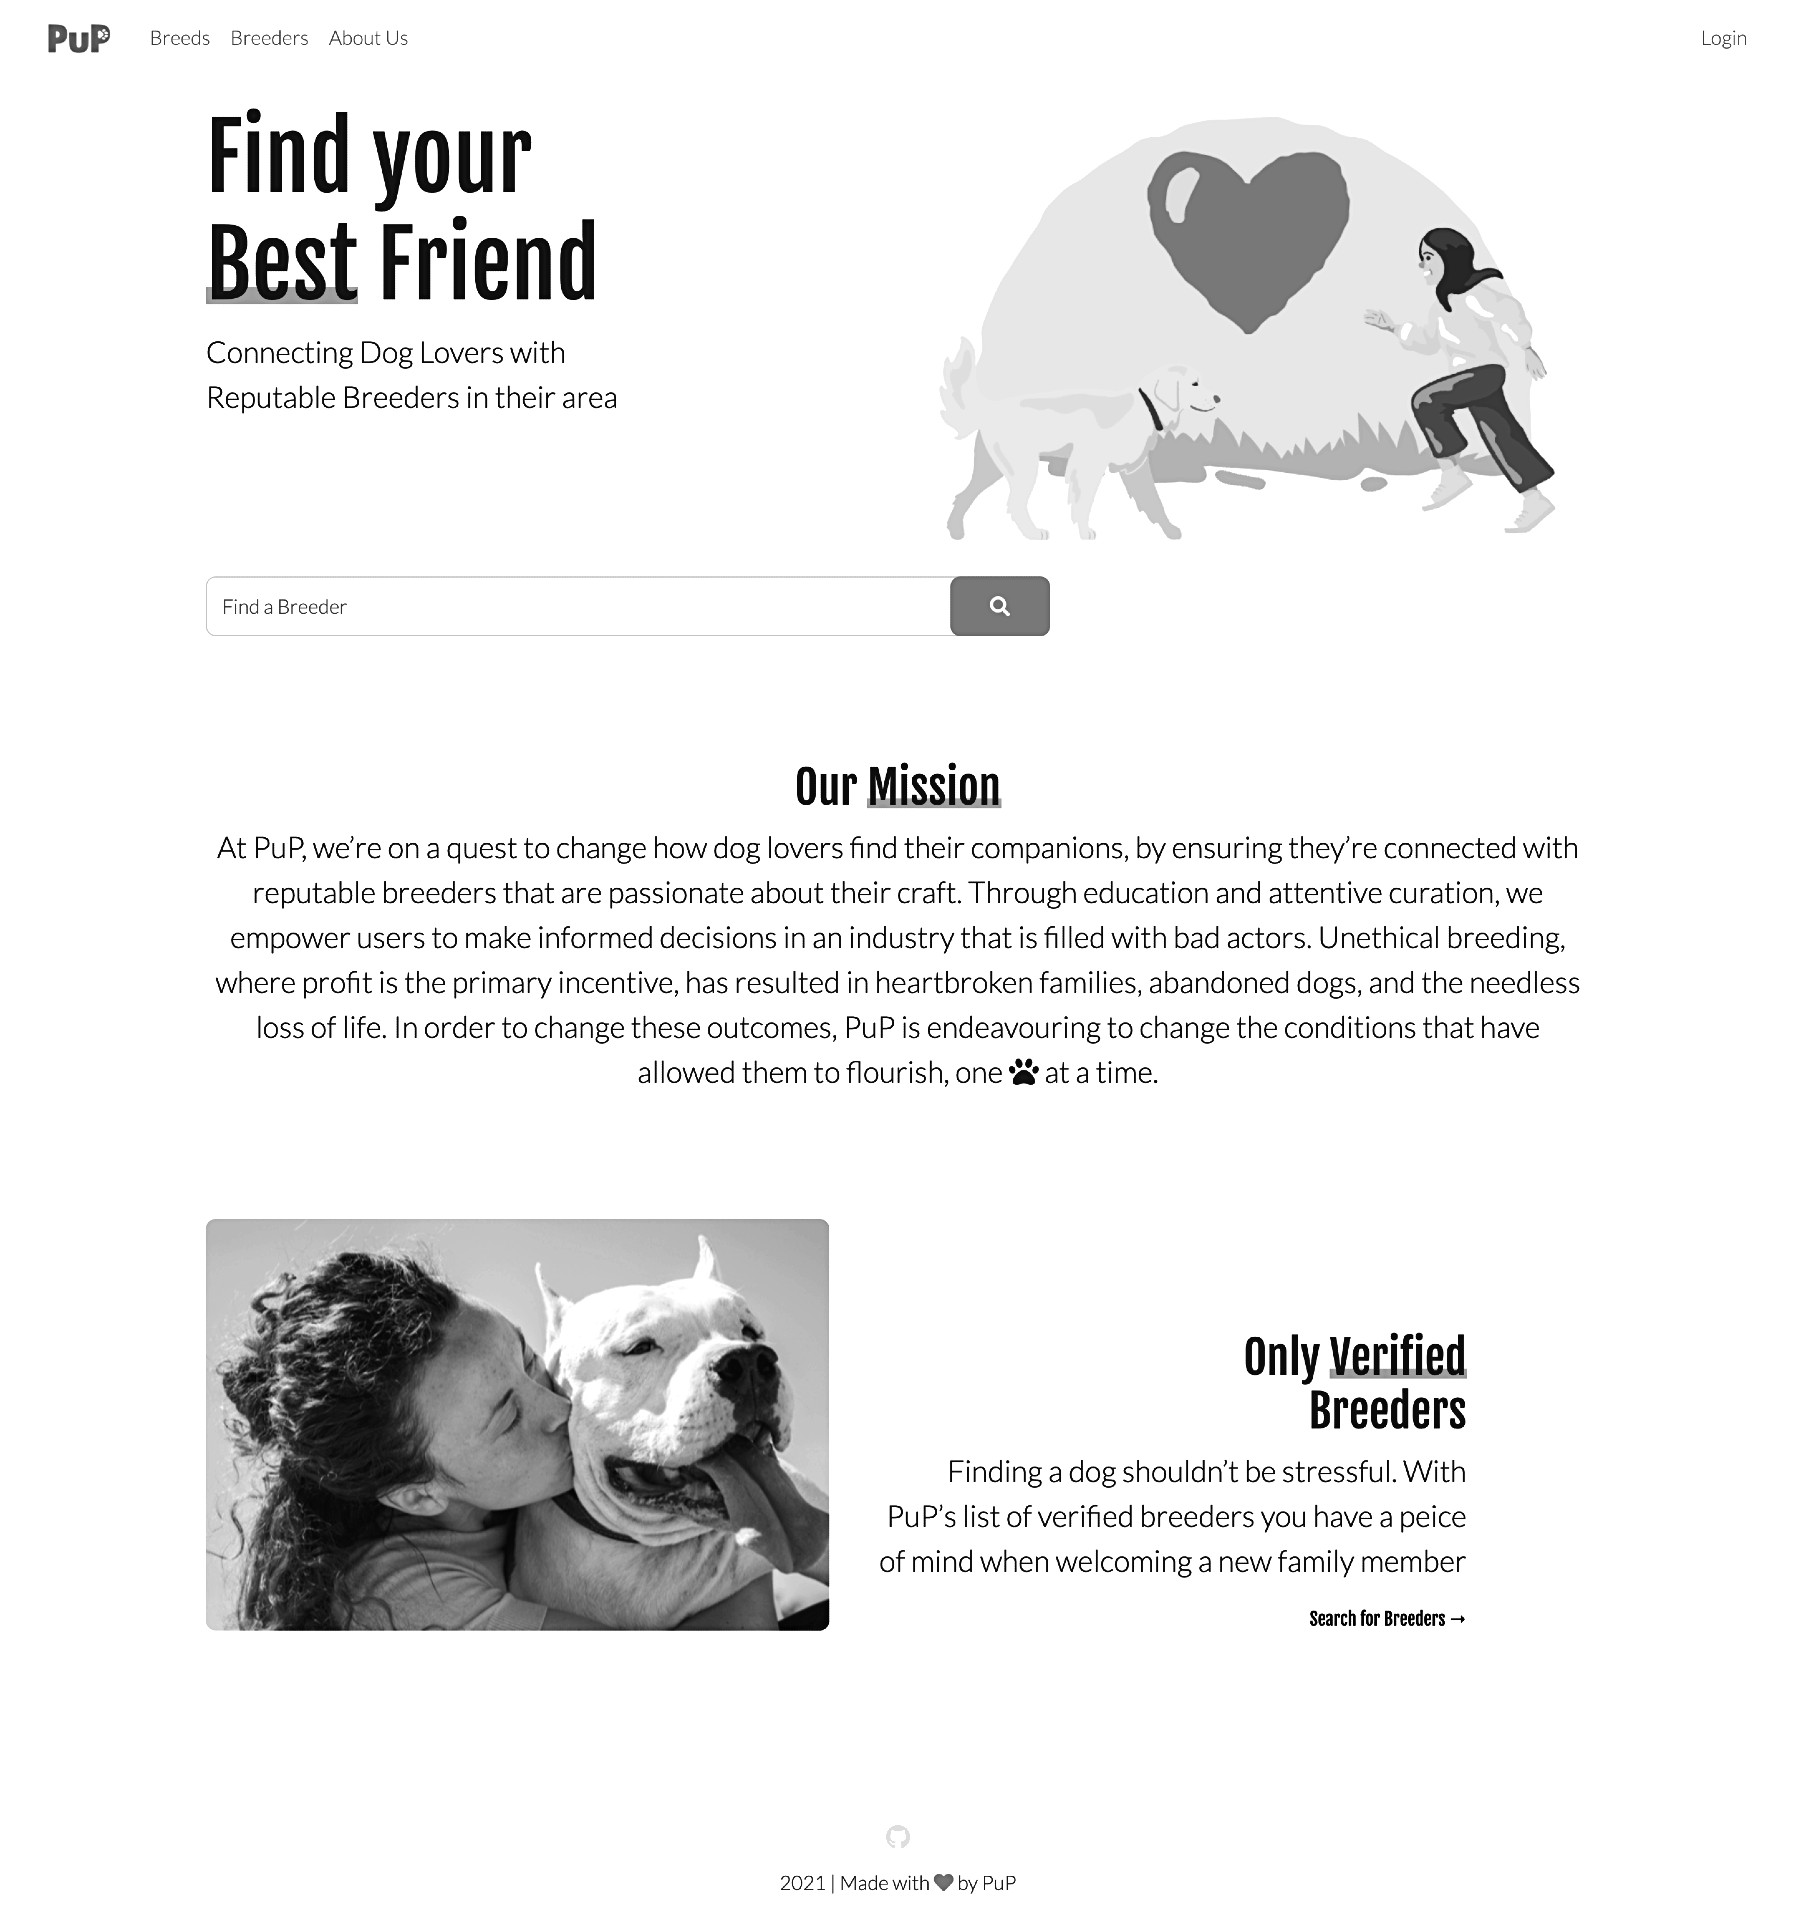 PuP
Breeds
Breeders
About Us
Login
Find your
Best Friend
Connecting Dog Lovers with
Reputable Breeders in their area
Find a Breeder
Our Mission
At PuP, we’re on a quest to change how dog lovers find their companions, by ensuring they’re connected with
reputable breeders that are passionate about their craft. Through education and attentive curation, we
empower users to make informed decisions in an industry that is filled with bad actors. Unethical breeding,
where profit is the primary incentive, has resulted in heartbroken families, abandoned dogs, and the needless
loss of life. In order to change these outcomes, PuP is endeavouring to change the conditions that have
allowed them to flourish, one at a time.
Only Verified
Breeders
Finding a dog shouldn’t be stressful. With
PuP’s list of verified breeders you have a peice
of mind when welcoming a new family member
Search for Breeders →
2021 | Made with by PuP